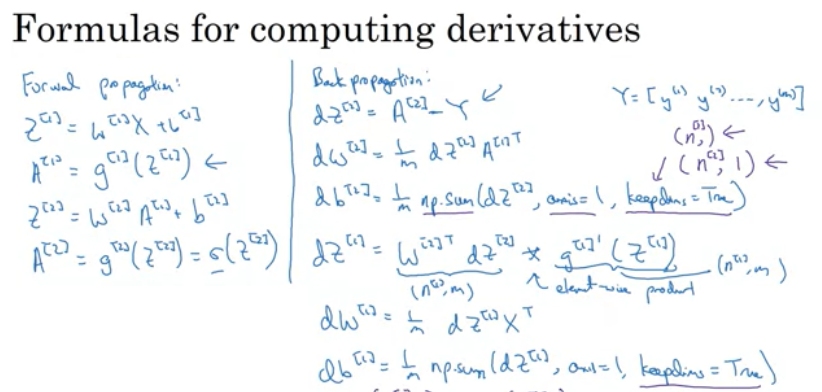 Formulas for computing derivatives
Forward propagation:
Z^[1] = W^[1]X + b^[1]
A^[1] = g^[1](Z^[1]) ←
Z^[2] = W^[2] A^[1] + b^[2]
A^[2] = g^[2](Z^[2]) = σ(Z^[2])
Back propagation:
dZ^[2] = A^[2] - Y ↙
dW^[2] = 1/m dZ^[2] A^[1]T
db^[2] = 1/m np.sum(dZ^[2], axis=1, keepdims=True)
dZ^[1] = W^[2]T dZ^[2] * g^[1]'(Z^[1])
(n^[1], m) ↑ element-wise product (n^[1], m)
dW^[1] = 1/m dZ^[1] X^T
db^[1] = 1/m np.sum(dZ^[1], axis=1, keepdims=True)
Y = [y^(1) y^(2) ..., y^(m)]
(n^[2],) ←
↙ (n^[2], 1) ←